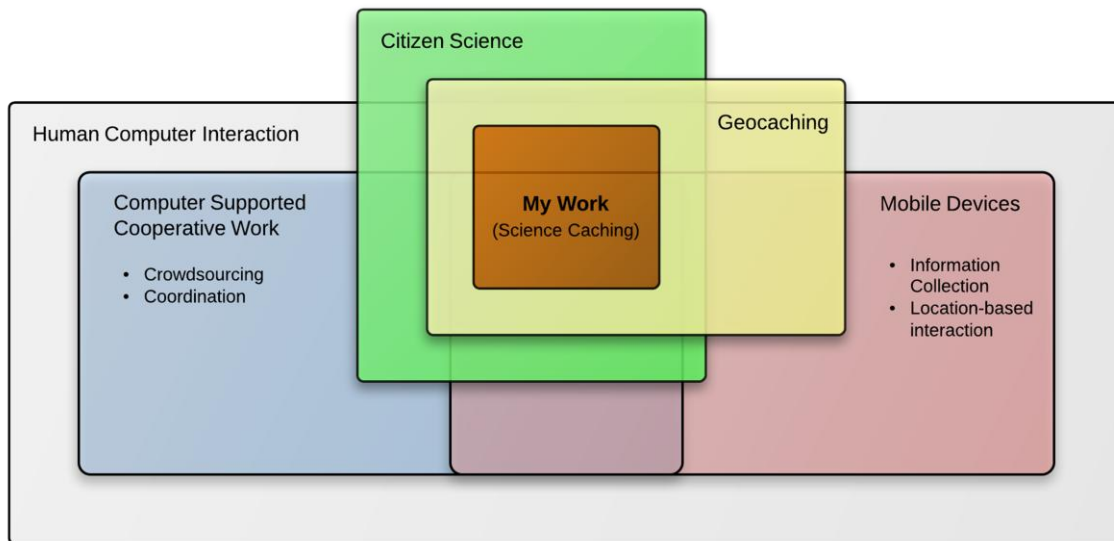 Citizen Science
Geocaching
Human Computer Interaction
My Work
(Science Caching)
Computer Supported
Cooperative Work
• Crowdsourcing
• Coordination
Mobile Devices
• Information
Collection
• Location-based
interaction